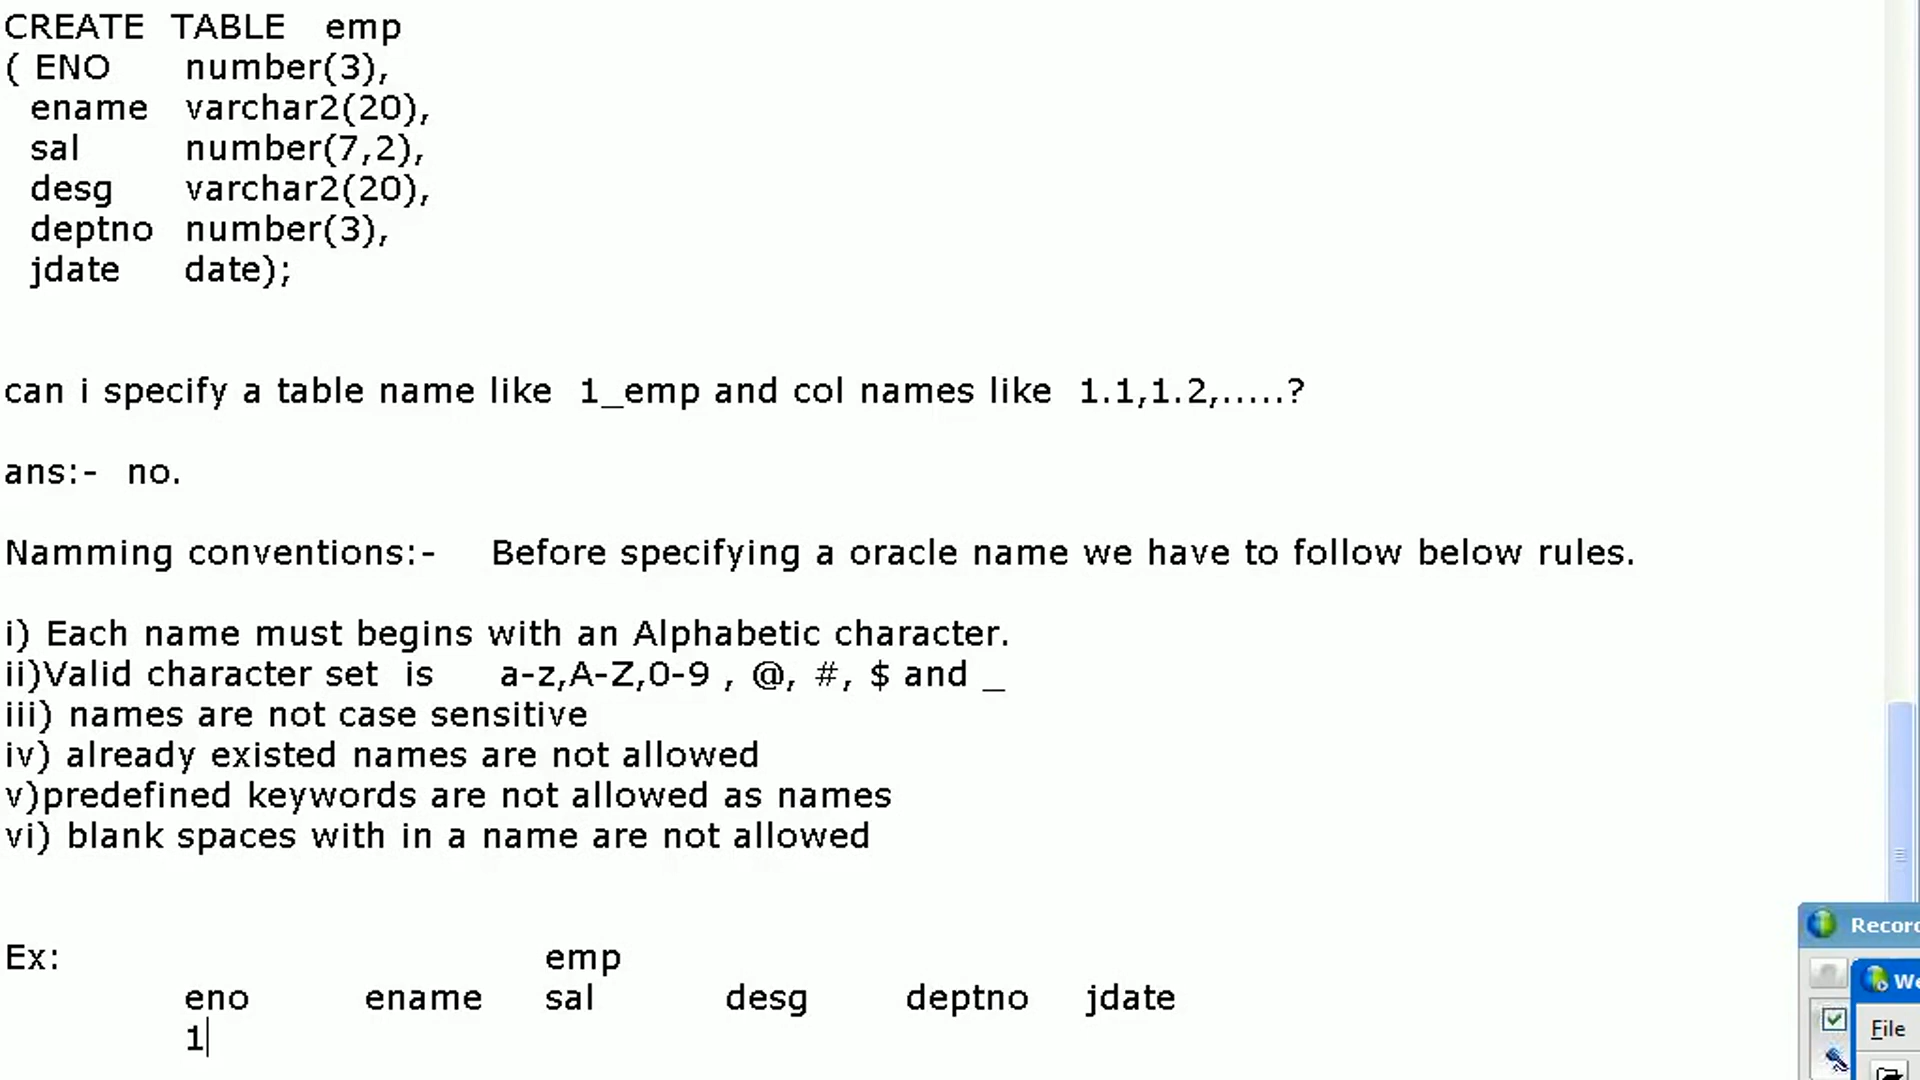 CREATE TABLE emp
( ENO number(3),
ename varchar2(20),
sal number(7,2),
desg varchar2(20),
deptno number(3),
jdate date);
can i specify a table name like 1_emp and col names like 1.1,1.2,.....?
ans:- no.
Namming conventions:- Before specifying a oracle name we have to follow below rules.
i) Each name must begins with an Alphabetic character.
ii)Valid character set is a-z,A-Z,0-9 , @, #, $ and _
iii) names are not case sensitive
iv) already existed names are not allowed
v)predefined keywords are not allowed as names
vi) blank spaces with in a name are not allowed
Ex: emp
eno ename sal desg deptno jdate
1
Recor
We
File